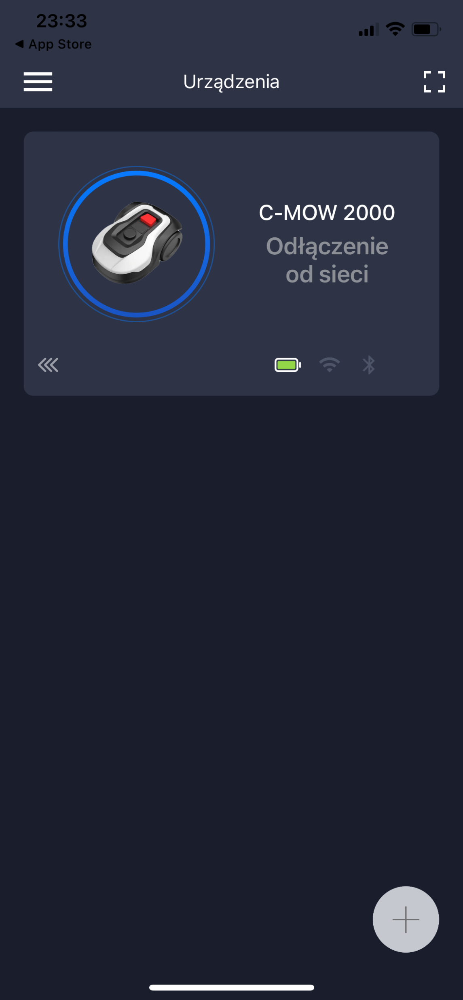 23:33
◀ App Store
Urządzenia
C-MOW 2000
Odłączenie
od sieci